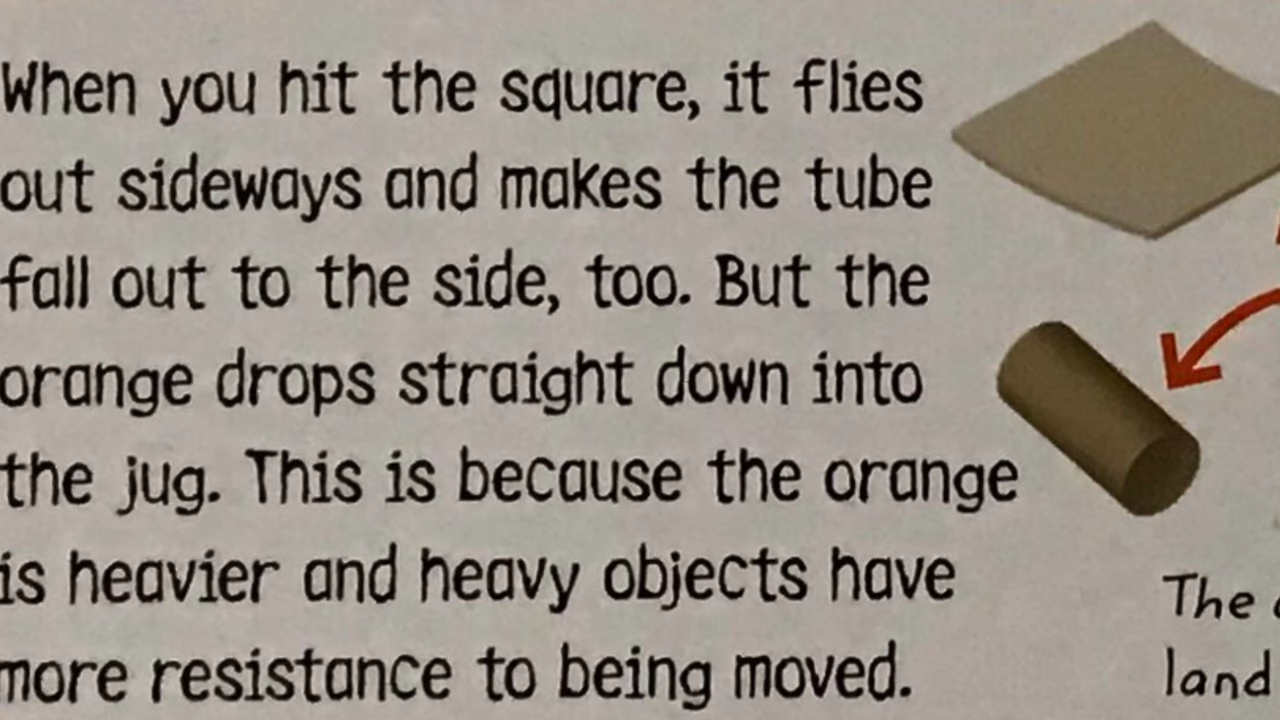 When you hit the square, it flies
out sideways and makes the tube
fall out to the side, too. But the
orange drops straight down into
the jug. This is because the orange
is heavier and heavy objects have
more resistance to being moved.
The
land